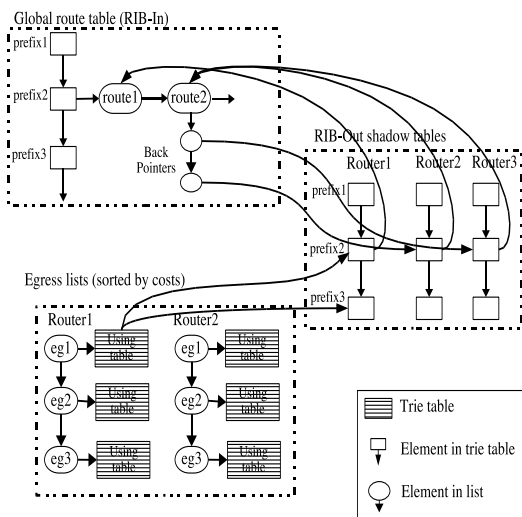 Global route table (RIB-In)
prefix1
prefix2
route1
route2
prefix3
Back
Pointers
RIB-Out shadow tables
Router1
Router2
Router3
prefix1
prefix2
prefix3
Egress lists (sorted by costs)
Router1
Router2
eg1
Using
table
eg1
Using
table
eg2
Using
table
eg2
Using
table
eg3
Using
table
eg3
Using
table
Trie table
Element in trie table
Element in list